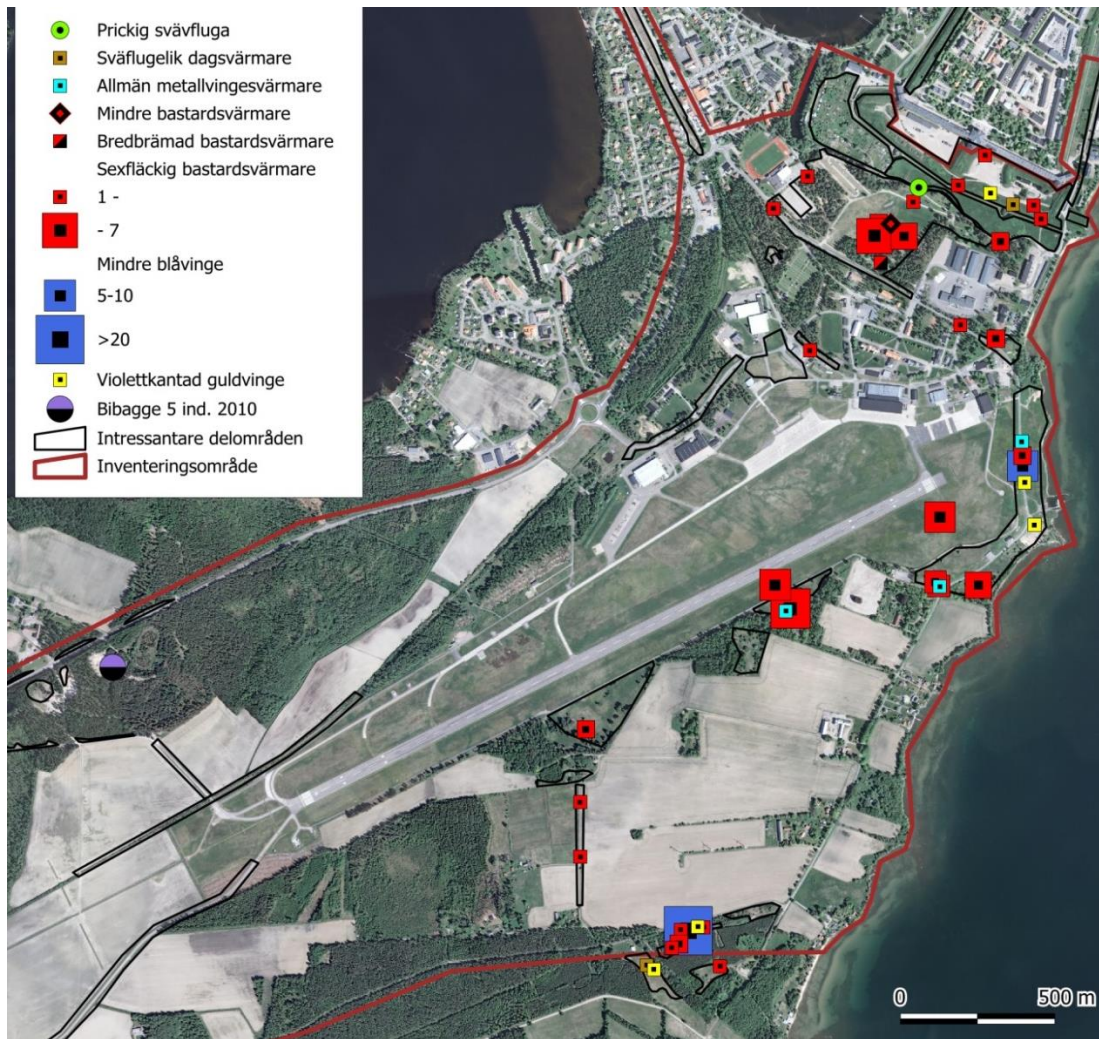 Prickig svävfluga
Sväflugelik dagsvärmare
Allmän metallvingesvärmare
Mindre bastardsvärmare
Bredbrämad bastardsvärmare
Sexfläckig bastardsvärmare
1 -
- 7
Mindre blåvinge
5-10
>20
Violettkantad guldvinge
Bibagge 5 ind. 2010
Intressantare delområden
Inventeringsområde
0 500 m